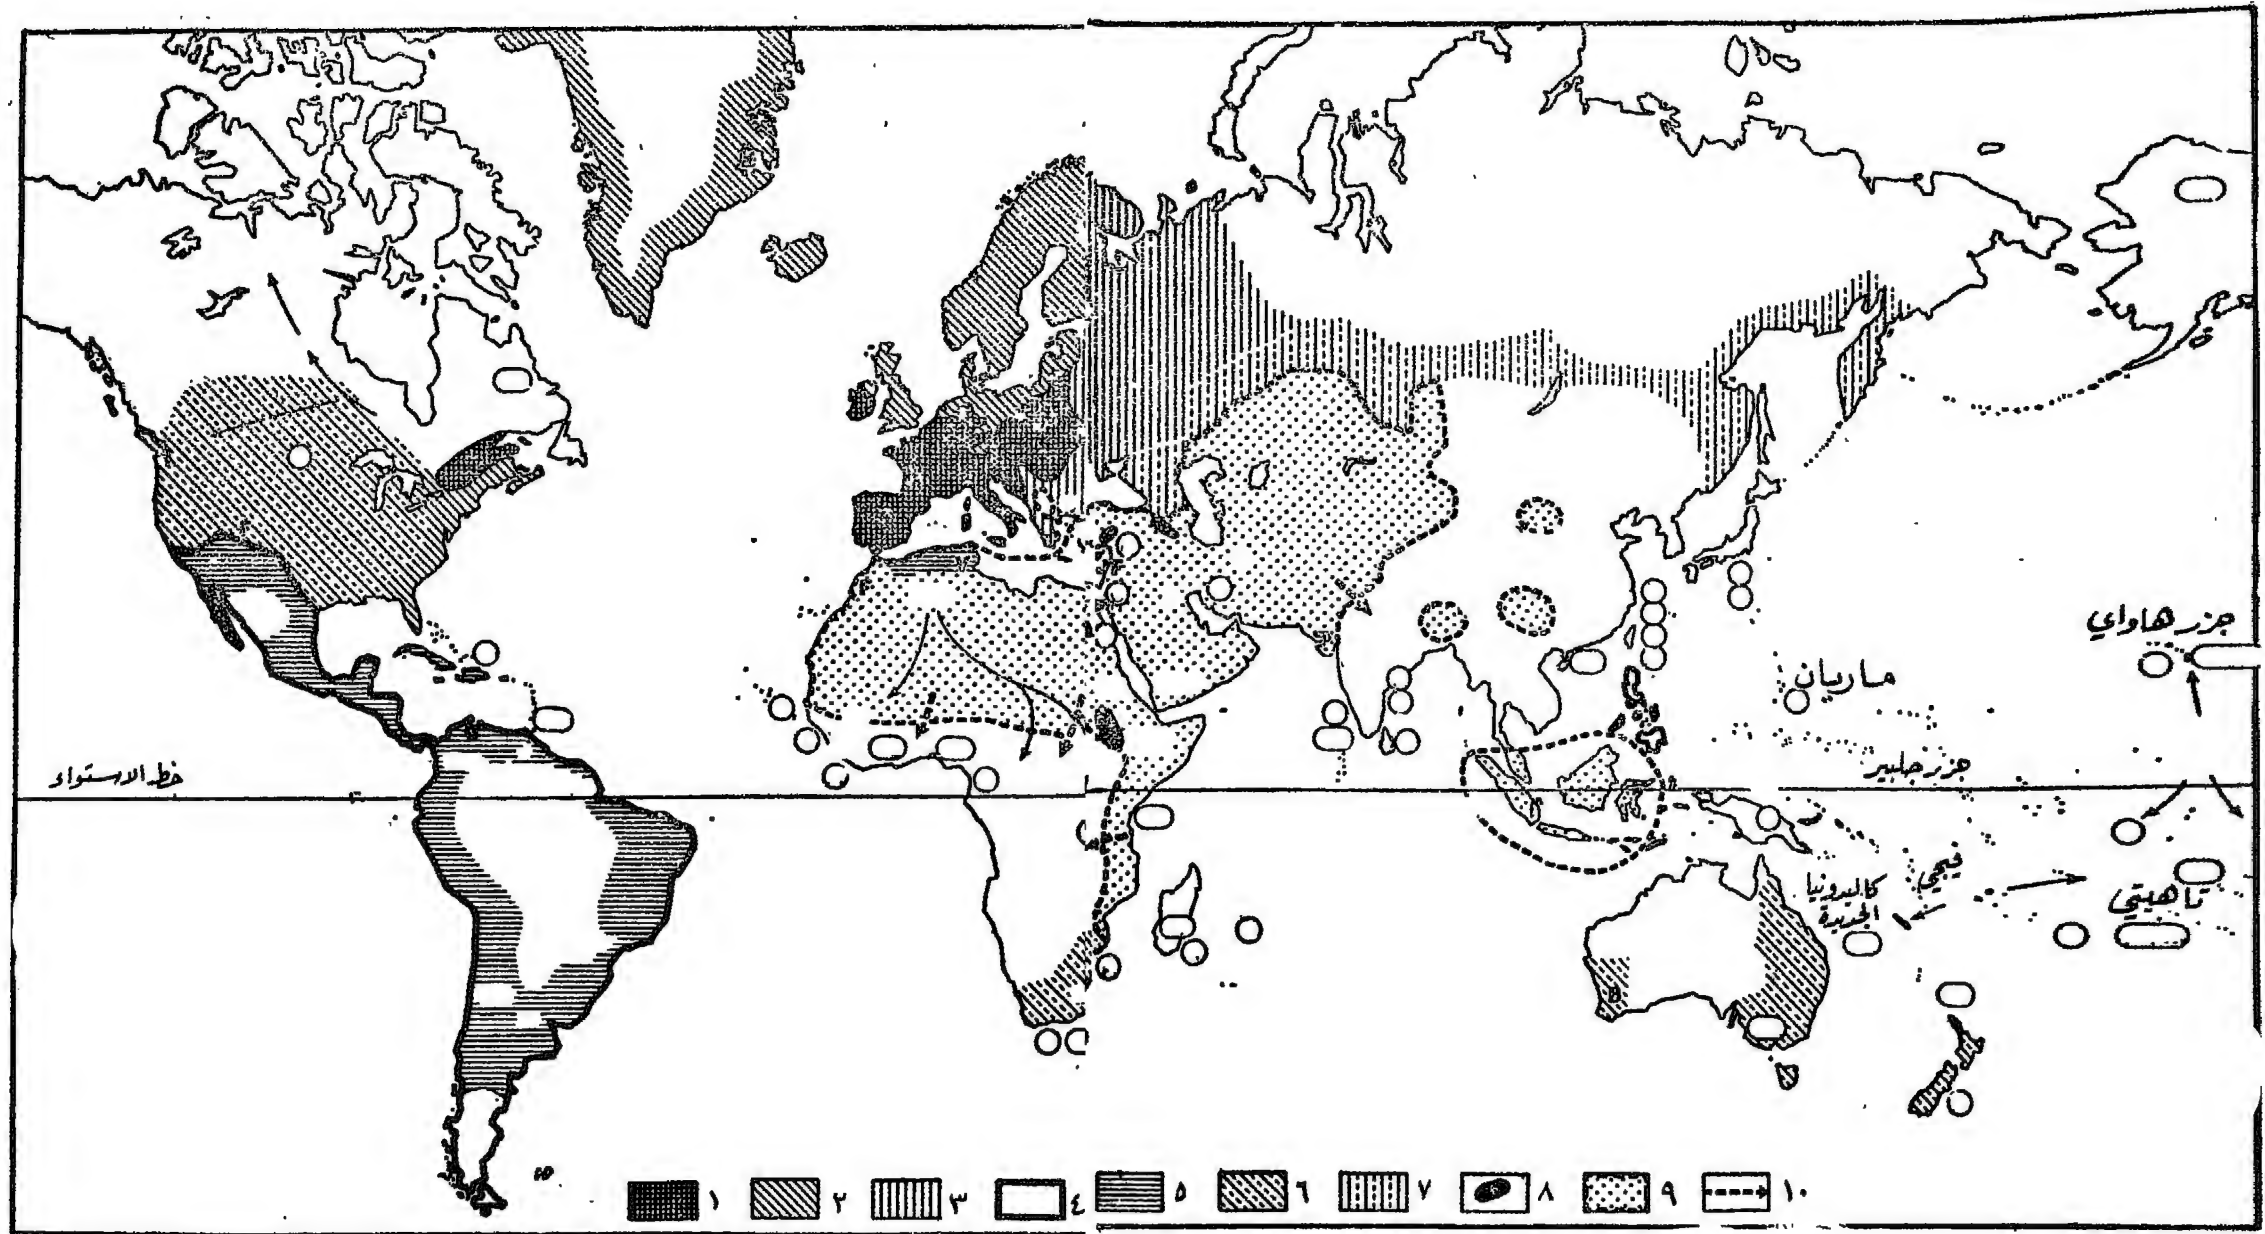 جزر هاواي
ماريان
خط الاستواء
جزر جلبير
فيجي
كاليدونيا
الجديدة
تاهيتي
١ ٢ ٣ ٤ ٥ ٦ ٧ ٨ ٩ ١٠